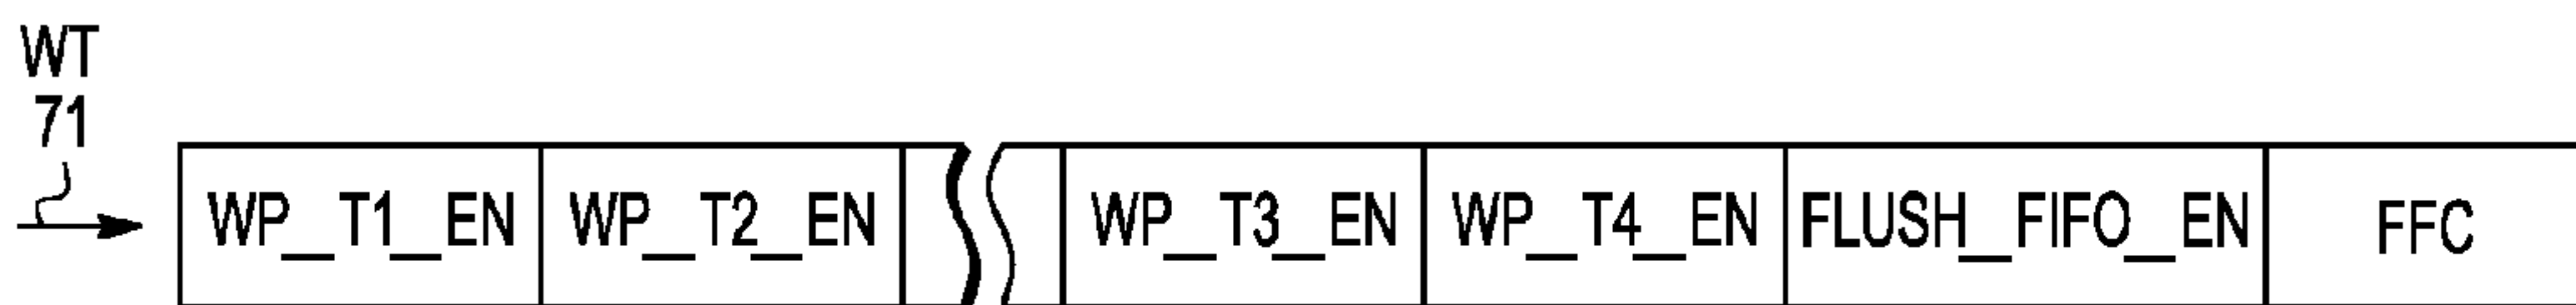 WT
71
WP_T1_EN WP_T2_EN WP_T3_EN WP_T4_EN FLUSH_FIFO_EN FFC